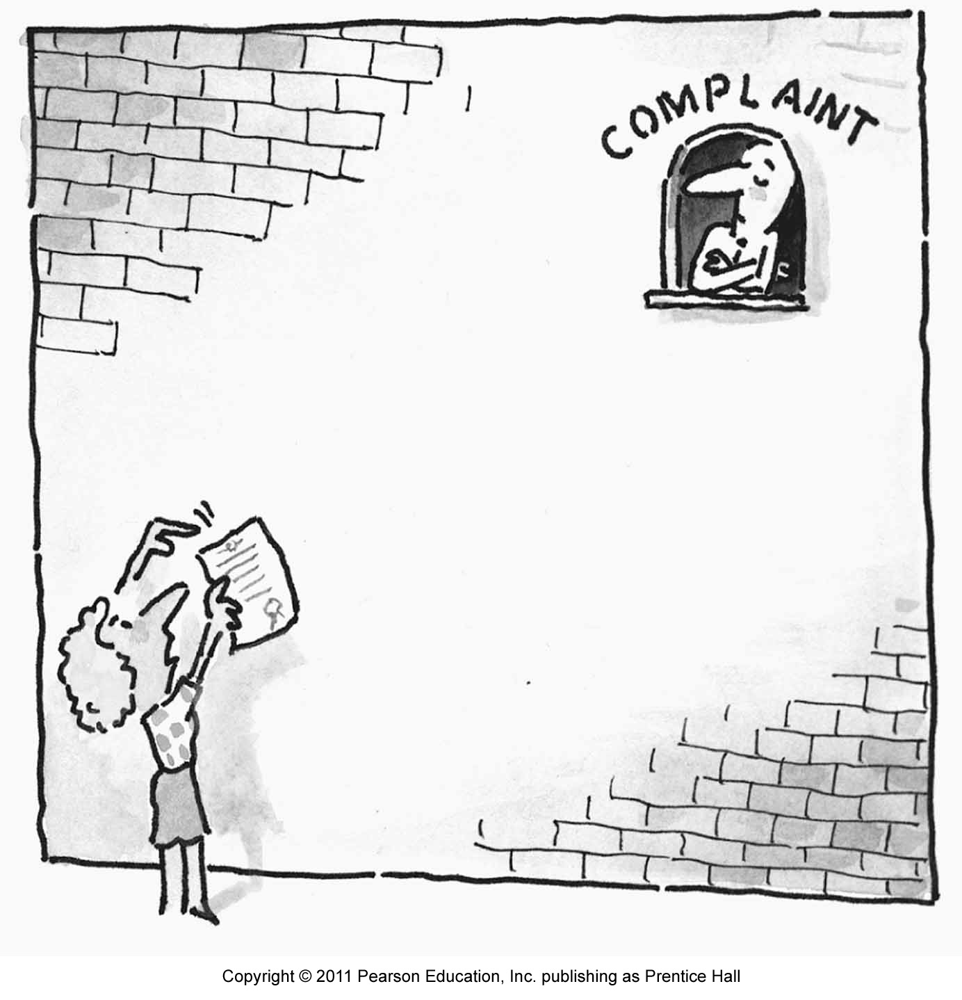 COMPLAINT
Copyright © 2011 Pearson Education, Inc. publishing as Prentice Hall